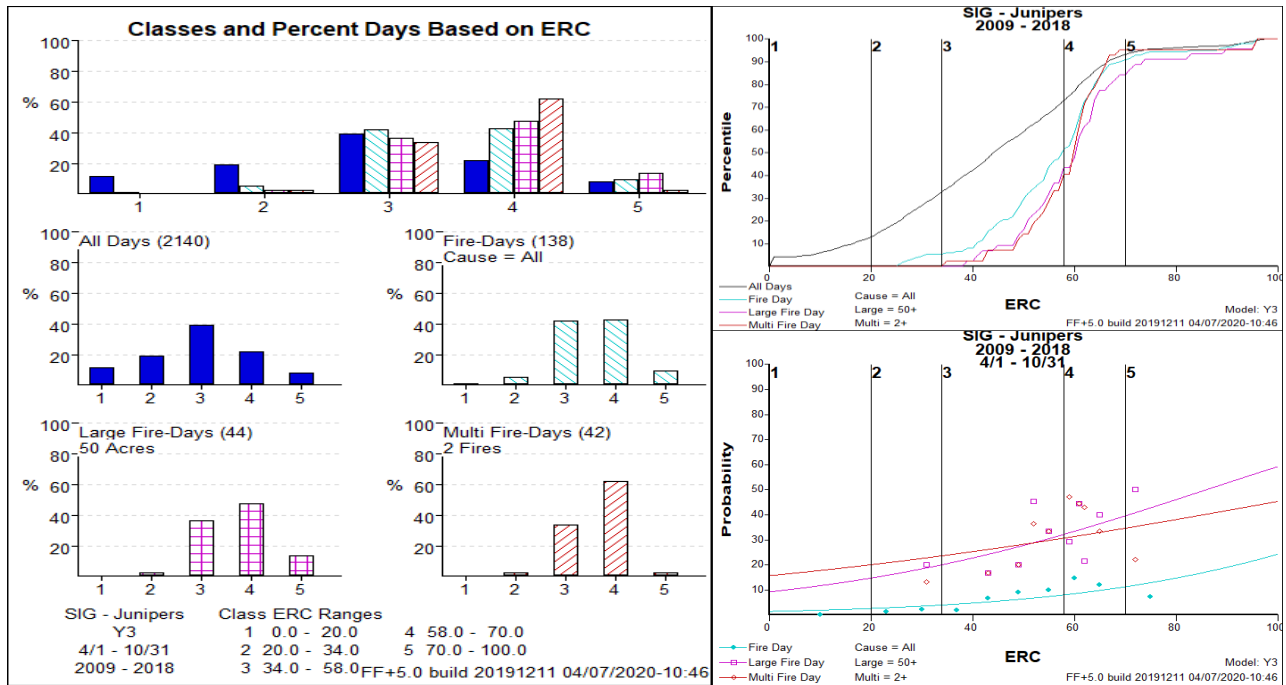 Classes and Percent Days Based on ERC
100
80
%
60
40
20
1 2 3 4 5
All Days (2140)
100
80
%
60
40
20
1 2 3 4 5
Fire-Days (138)
Cause = All
100
80
%
60
40
20
1 2 3 4 5
Large Fire-Days (44)
50 Acres
100
80
%
60
40
20
1 2 3 4 5
Multi Fire-Days (42)
2 Fires
100
80
%
60
40
20
1 2 3 4 5
SIG - Junipers
Y3
4/1 - 10/31
2009 - 2018
Class ERC Ranges
1 0.0 - 20.0
2 20.0 - 34.0
3 34.0 - 58.0
4 58.0 - 70.0
5 70.0 - 100.0
FF+5.0 build 20191211 04/07/2020-10:46
SIG - Junipers
2009 - 2018
1 2 3 4 5
Percentile
100
90
80
70
60
50
40
30
20
10
0 20 40 60 80 100
ERC
All Days
Fire Day
Large Fire Day
Multi Fire Day
Cause = All
Large = 50+
Multi = 2+
Model: Y3
FF+5.0 build 20191211 04/07/2020-10:46
SIG - Junipers
2009 - 2018
4/1 - 10/31
1 2 3 4 5
Probability
100
90
80
70
60
50
40
30
20
10
0 20 40 60 80 100
ERC
Fire Day
Large Fire Day
Multi Fire Day
Cause = All
Large = 50+
Multi = 2+
Model: Y3
FF+5.0 build 20191211 04/07/2020-10:46